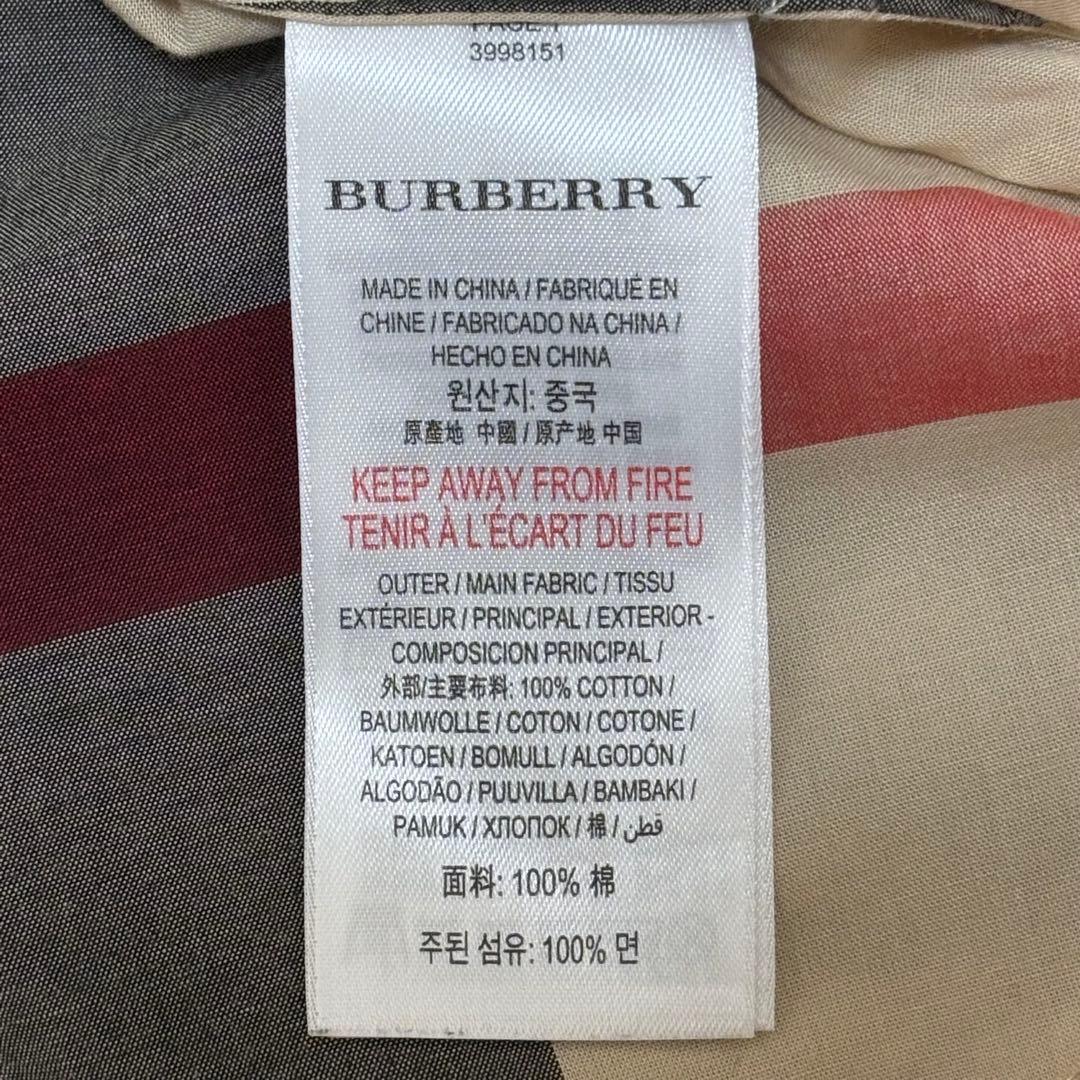 PAGE 1
3998151
BURBERRY
MADE IN CHINA / FABRIQUÉ EN
CHINE / FABRICADO NA CHINA /
HECHO EN CHINA
원산지: 중국
原產地 中國 / 原产地 中国
KEEP AWAY FROM FIRE
TENIR À L'ÉCART DU FEU
OUTER / MAIN FABRIC / TISSU
EXTÉRIEUR / PRINCIPAL / EXTERIOR -
COMPOSICION PRINCIPAL /
外部/主要布料: 100% COTTON /
BAUMWOLLE / COTON / COTONE /
KATOEN / BOMULL / ALGODÓN /
ALGODÃO / PUUVILLA / BAMBAKI /
PAMUK / ХЛОПОК / 棉 / قطن
面料: 100% 棉
주된 섬유: 100% 면